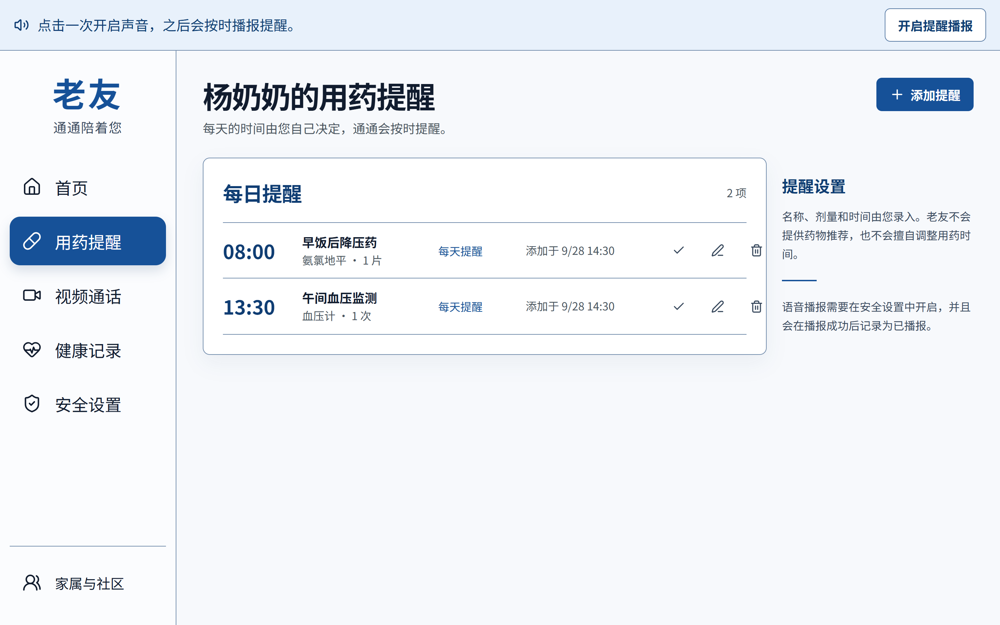 点击一次开启声音，之后会按时播报提醒。
开启提醒播报
老友
通通陪着您
首页
用药提醒
视频通话
健康记录
安全设置
家属与社区
杨奶奶的用药提醒
每天的时间由您自己决定，通通会按时提醒。
添加提醒
每日提醒
2 项
08:00
早饭后降压药
氨氯地平 · 1 片
每天提醒
添加于 9/28 14:30
13:30
午间血压监测
血压计 · 1 次
每天提醒
添加于 9/28 14:30
提醒设置
名称、剂量和时间由您录入。老友不会
提供药物推荐，也不会擅自调整用药时
间。
语音播报需要在安全设置中开启，并且
会在播报成功后记录为已播报。